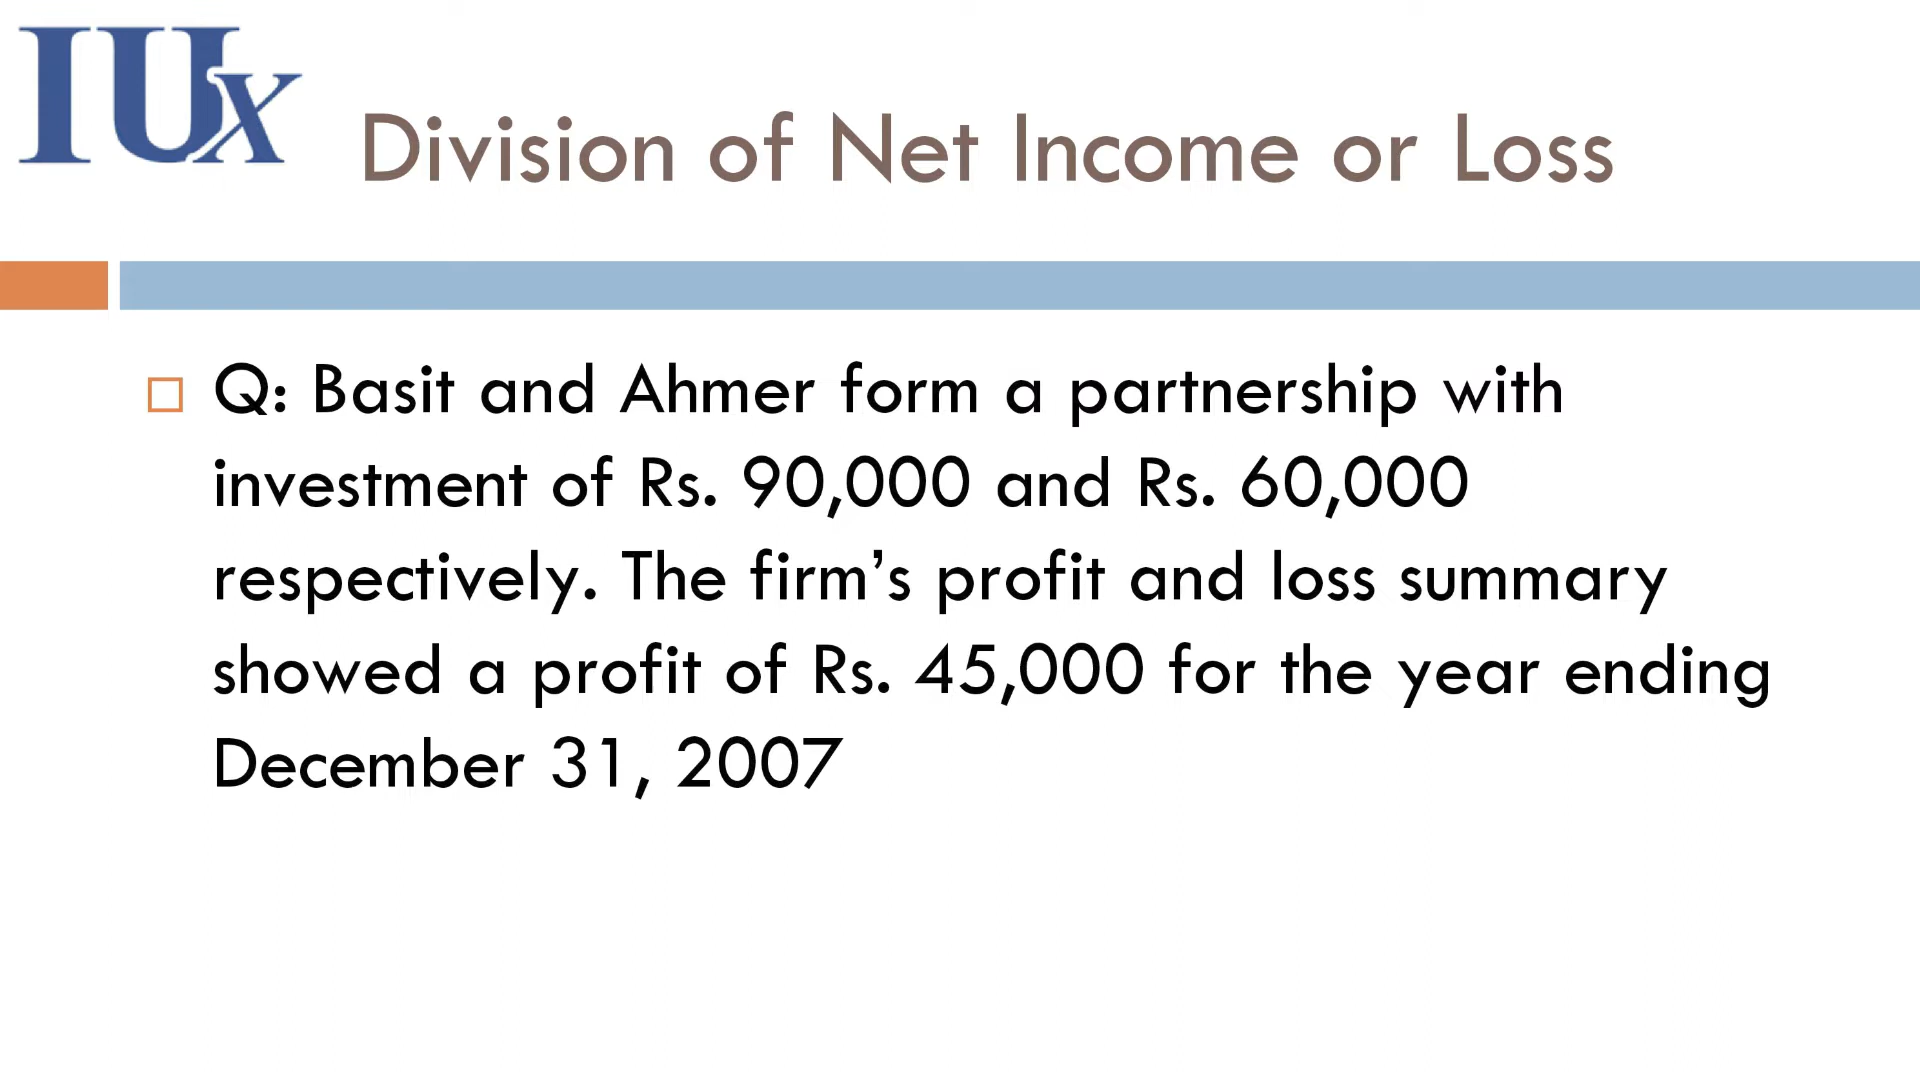 IUx
Division of Net Income or Loss
Q: Basit and Ahmer form a partnership with
investment of Rs. 90,000 and Rs. 60,000
respectively. The firm’s profit and loss summary
showed a profit of Rs. 45,000 for the year ending
December 31, 2007